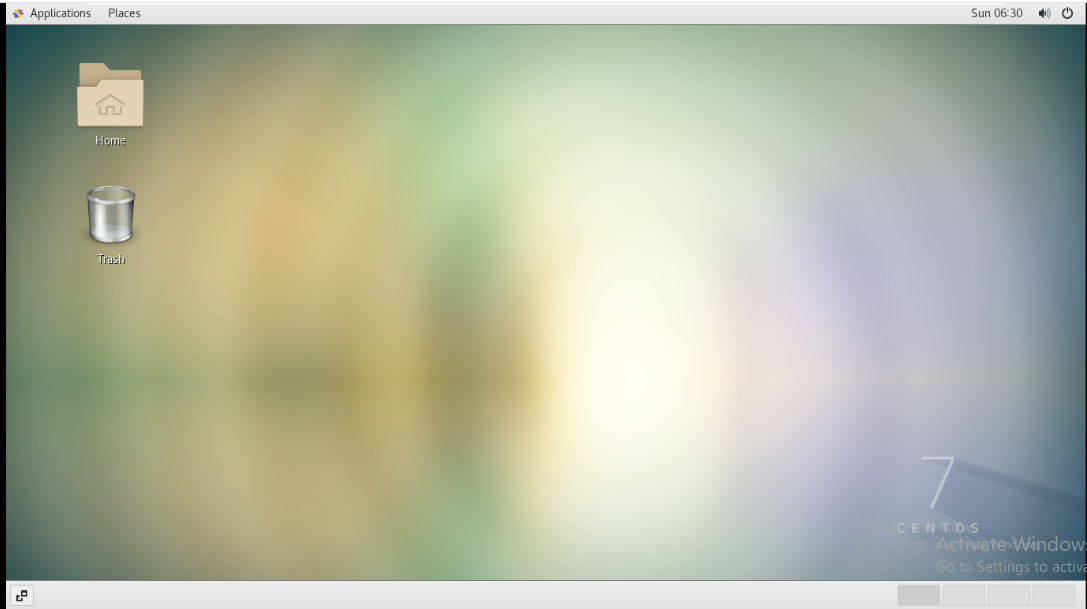 Applications Places Sun 06:30
Home
Trash
7
CENTOS
Activate Windows
Go to Settings to activa